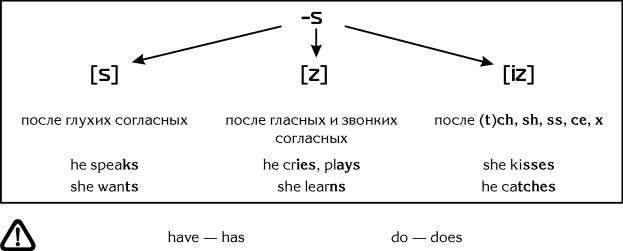 -s
[s] [z] [iz]
после глухих согласных после гласных и звонких согласных после (t)ch, sh, ss, ce, x
he speaks he cries, plays she kisses
she wants she learns he catches
have — has do — does